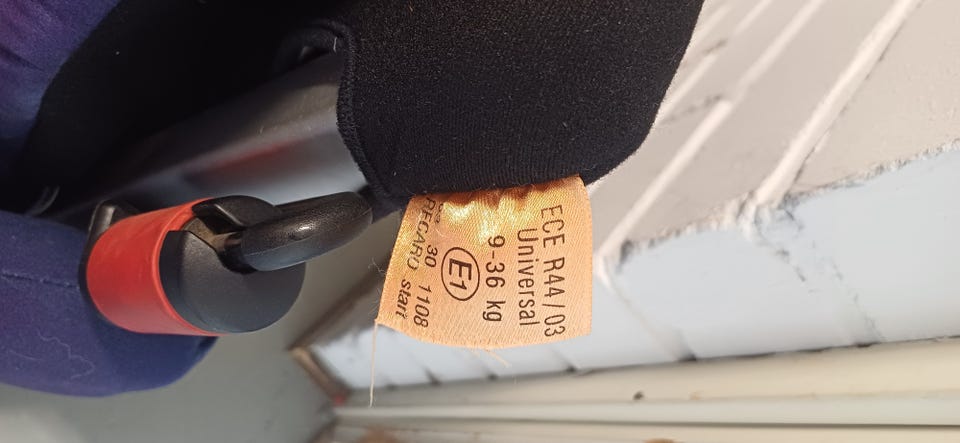 ECE R44/03
Universal
9-36 kg
E1
30 1108
RECARO start